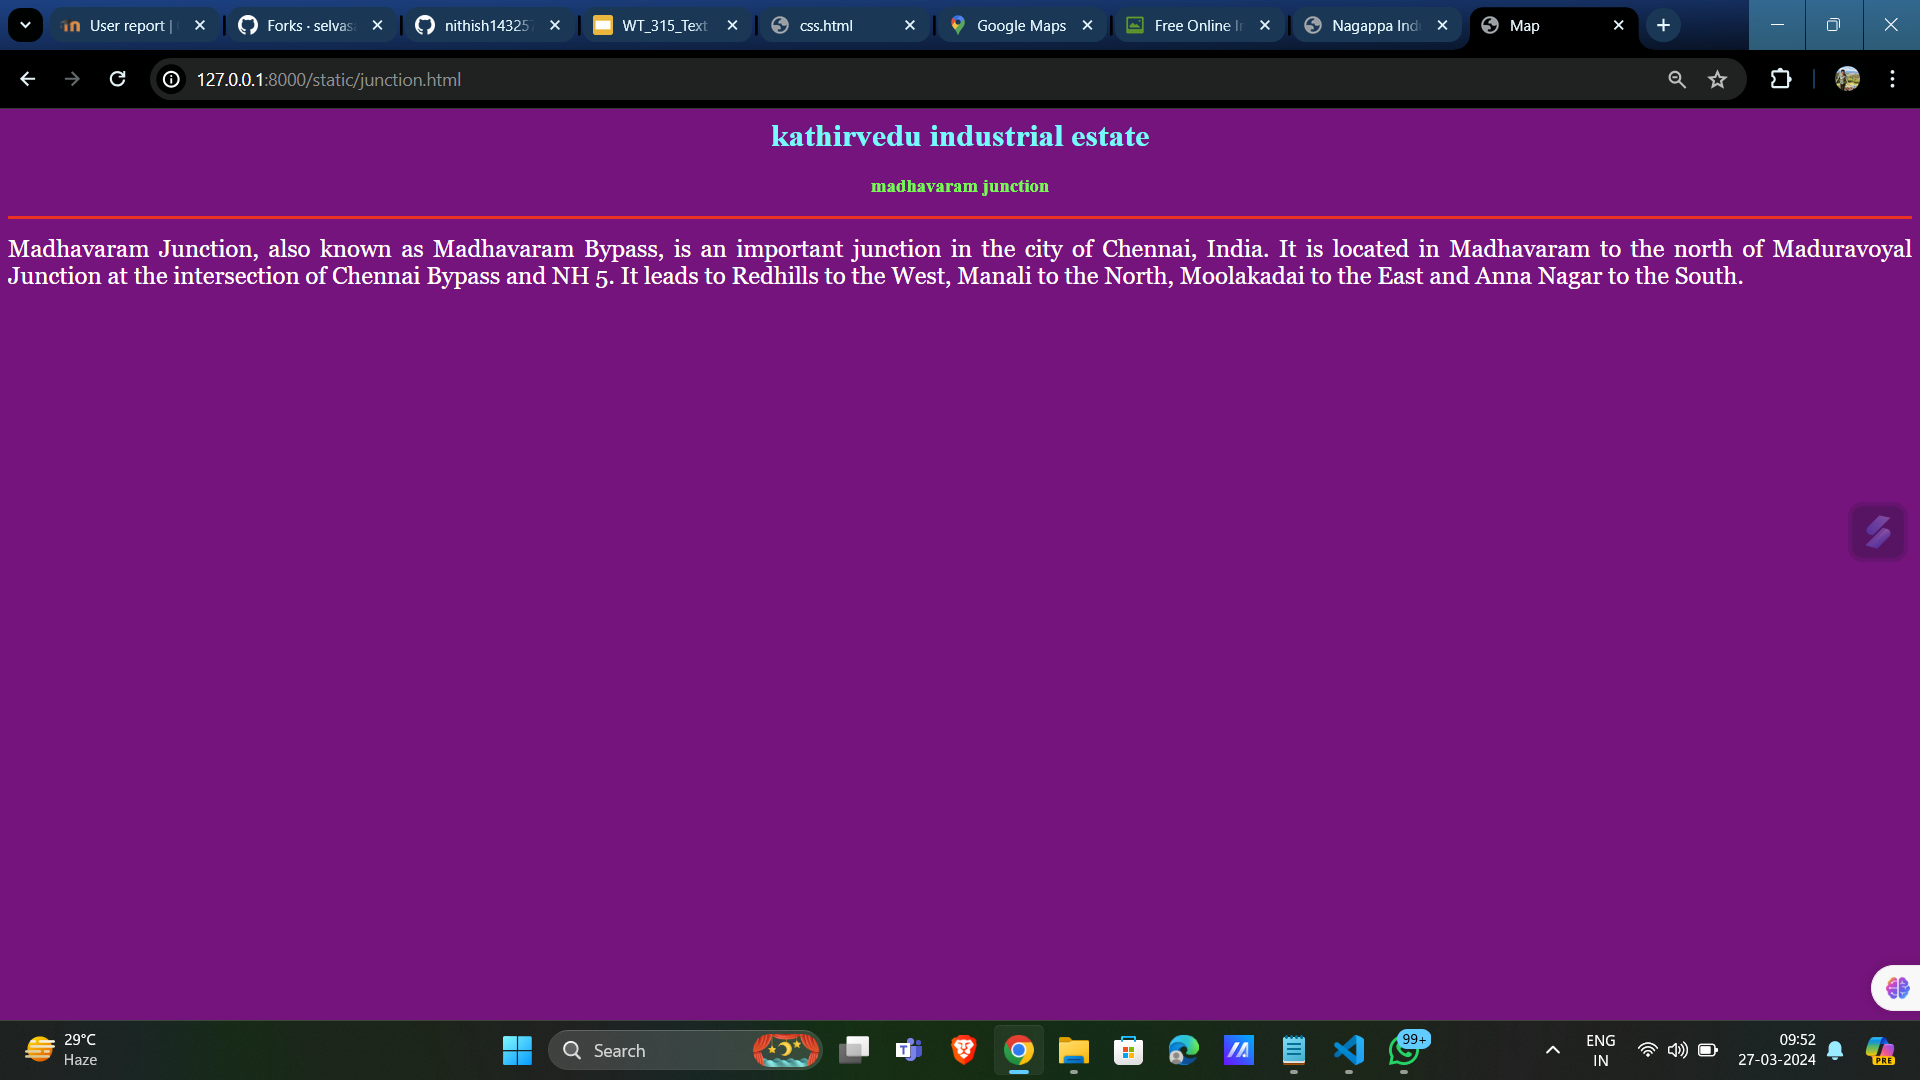 User report |
Forks · selvas
nithish14325
WT_315_Text
css.html
Google Maps
Free Online I
Nagappa Ind
Map
127.0.0.1:8000/static/junction.html
kathirvedu industrial estate
madhavaram junction
Madhavaram Junction, also known as Madhavaram Bypass, is an important junction in the city of Chennai, India. It is located in Madhavaram to the north of Maduravoyal
Junction at the intersection of Chennai Bypass and NH 5. It leads to Redhills to the West, Manali to the North, Moolakadai to the East and Anna Nagar to the South.
29°C
Haze
Search
99+
ENG
IN
09:52
27-03-2024
PRE